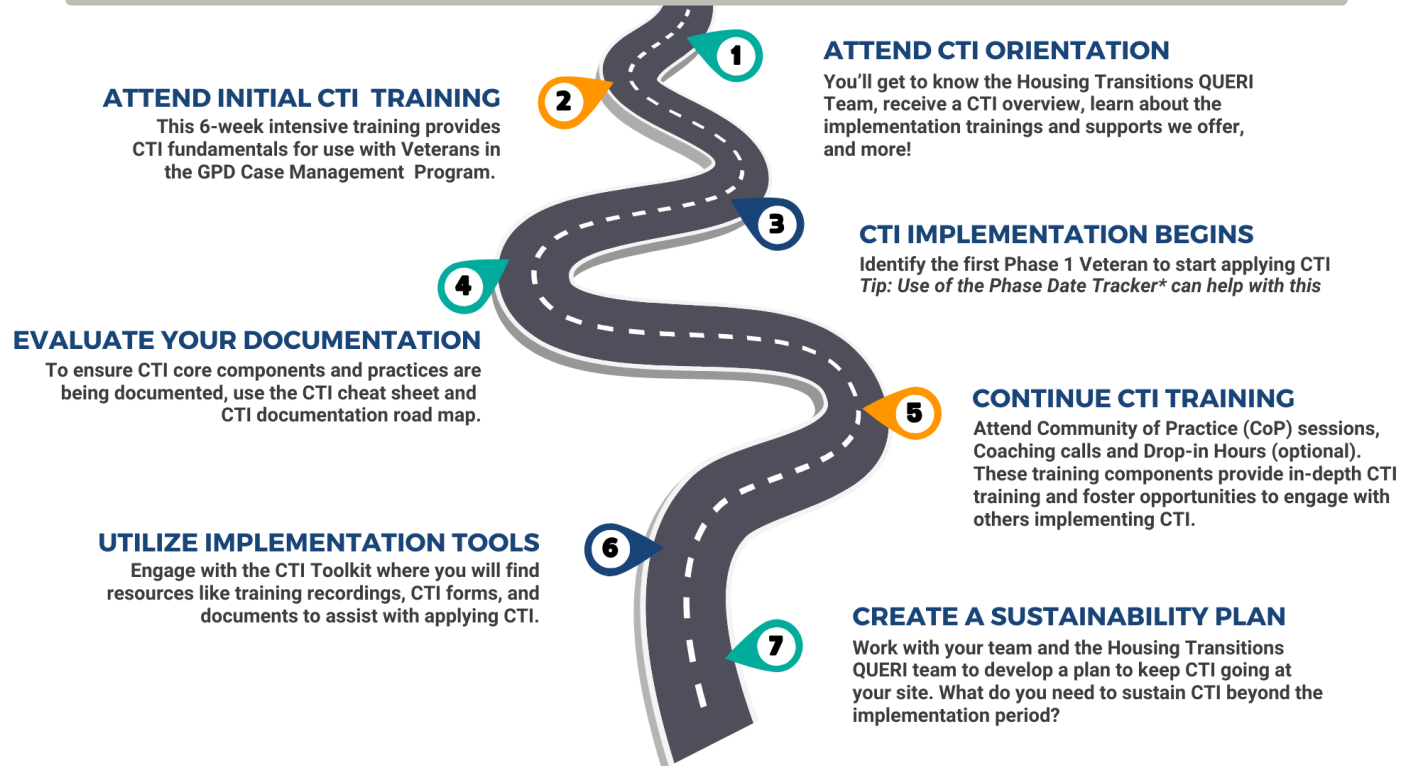 1
ATTEND CTI ORIENTATION
You'll get to know the Housing Transitions QUERI
Team, receive a CTI overview, learn about the
implementation trainings and supports we offer,
and more!
2
ATTEND INITIAL CTI TRAINING
This 6-week intensive training provides
CTI fundamentals for use with Veterans in
the GPD Case Management Program.
3
CTI IMPLEMENTATION BEGINS
Identify the first Phase 1 Veteran to start applying CTI
Tip: Use of the Phase Date Tracker* can help with this
4
EVALUATE YOUR DOCUMENTATION
To ensure CTI core components and practices are
being documented, use the CTI cheat sheet and
CTI documentation road map.
5
CONTINUE CTI TRAINING
Attend Community of Practice (CoP) sessions,
Coaching calls and Drop-in Hours (optional).
These training components provide in-depth CTI
training and foster opportunities to engage with
others implementing CTI.
6
UTILIZE IMPLEMENTATION TOOLS
Engage with the CTI Toolkit where you will find
resources like training recordings, CTI forms, and
documents to assist with applying CTI.
7
CREATE A SUSTAINABILITY PLAN
Work with your team and the Housing Transitions
QUERI team to develop a plan to keep CTI going at
your site. What do you need to sustain CTI beyond the
implementation period?